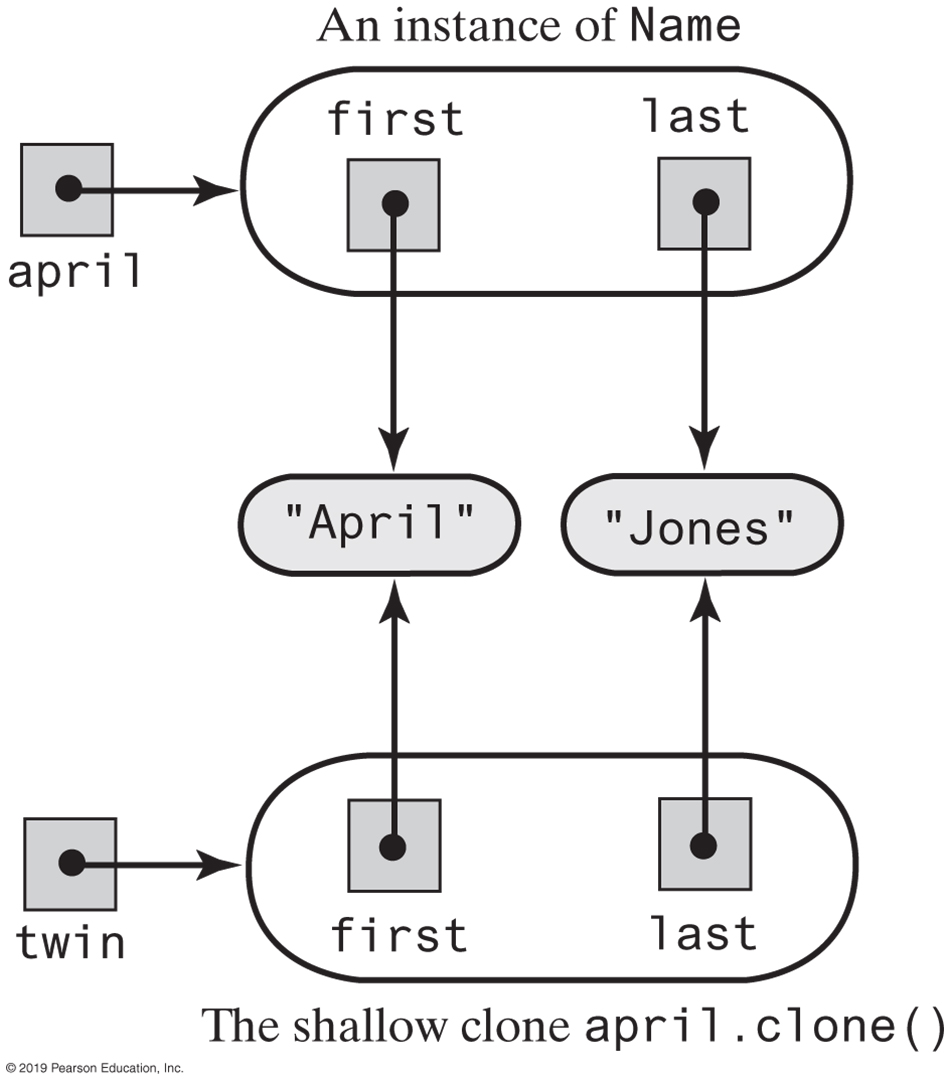 An instance of Name
first last
april
"April" "Jones"
twin
first last
The shallow clone april.clone()
© 2019 Pearson Education, Inc.